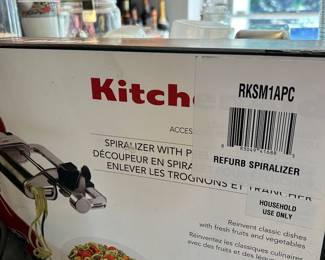 Kitche
RKSM1APC
ACCES
SPIRALIZER WITH P
DÉCOUPEUR EN SPIRA
ENLEVER LES TROGNONS ET TRANCHER
REFURB SPIRALIZER
HOUSEHOLD
USE ONLY
Reinvent classic dishes
with fresh fruits and vegetables
Réinventez les classiques culinaires
avec des fruits et des légu